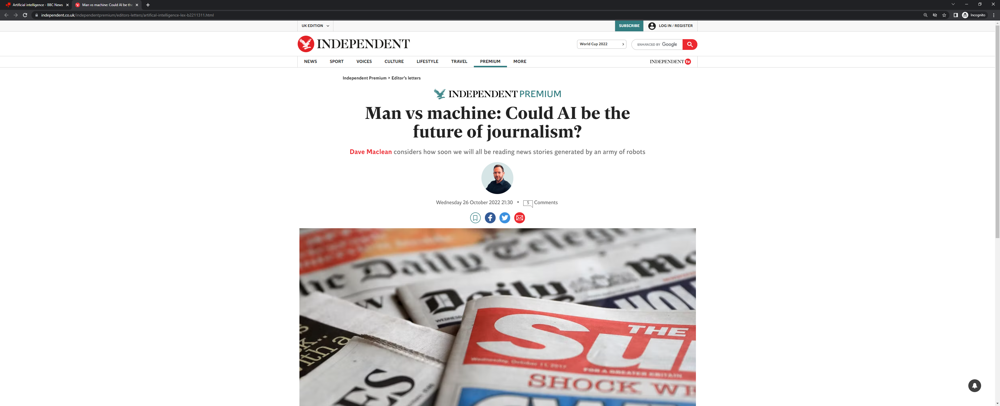 Artificial intelligence - BBC News
Man vs machine: Could AI be the
independent.co.uk/independentpremium/editors-letters/artifical-intelligence-lex-b2211311.html
Incognito
UK EDITION
SUBSCRIBE
LOG IN / REGISTER
INDEPENDENT
World Cup 2022
ENHANCED BY Google
NEWS SPORT VOICES CULTURE LIFESTYLE TRAVEL PREMIUM MORE
INDEPENDENT tv
Independent Premium > Editor's letters
INDEPENDENT PREMIUM
Man vs machine: Could AI be the
future of journalism?
Dave Maclean considers how soon we will all be reading news stories generated by an army of robots
Wednesday 26 October 2022 21:30 • 5 Comments
Daily
Daily
THE
Wednesday, October 11, 2017
FOR A GREATER BRITAIN
SHOCK